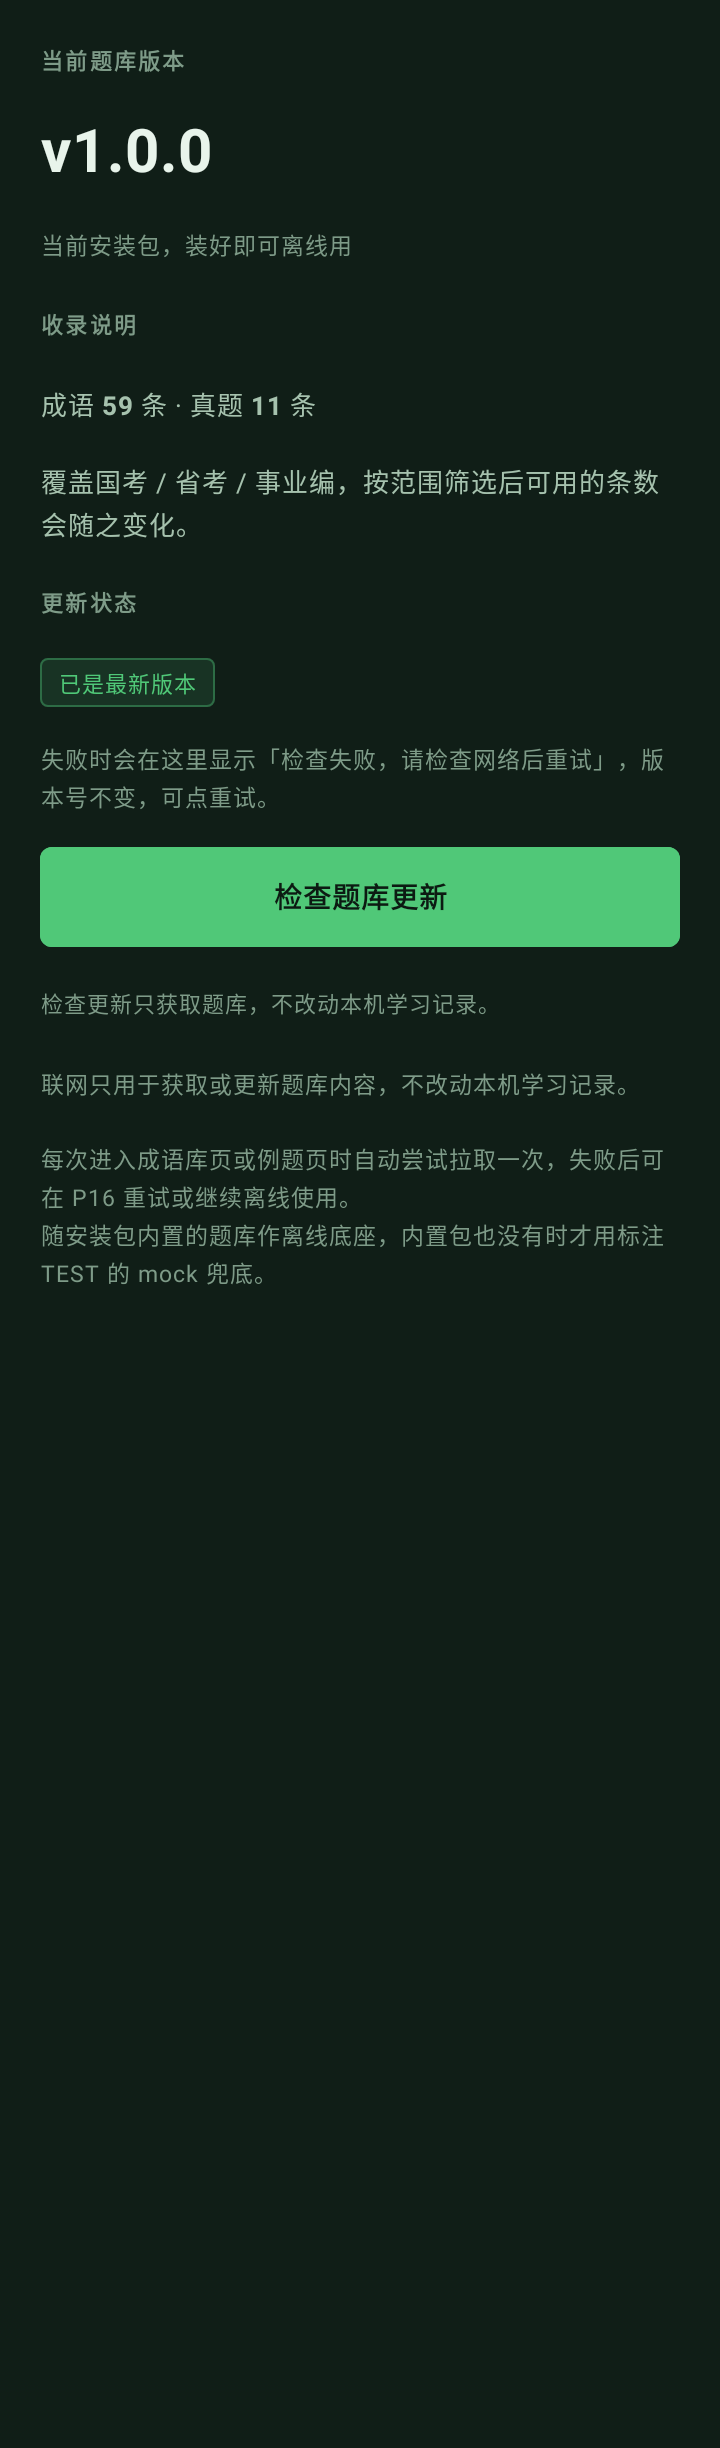 当前题库版本
v1.0.0
当前安装包，装好即可离线用
收录说明
成语 59 条 · 真题 11 条
覆盖国考 / 省考 / 事业编，按范围筛选后可用的条数
会随之变化。
更新状态
已是最新版本
失败时会在这里显示「检查失败，请检查网络后重试」，版
本号不变，可点重试。
检查题库更新
检查更新只获取题库，不改动本机学习记录。
联网只用于获取或更新题库内容，不改动本机学习记录。
每次进入成语库页或例题页时自动尝试拉取一次，失败后可
在 P16 重试或继续离线使用。
随安装包内置的题库作离线底座，内置包也没有时才用标注
TEST 的 mock 兜底。